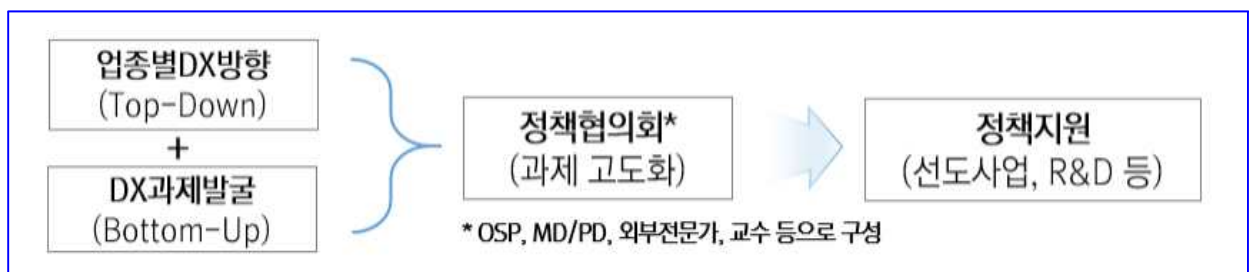 업종별DX방향
(Top-Down)
+
DX과제발굴
(Bottom-Up)
정책협의회*
(과제 고도화)
* OSP, MD/PD, 외부전문가, 교수 등으로 구성
정책지원
(선도사업, R&D 등)